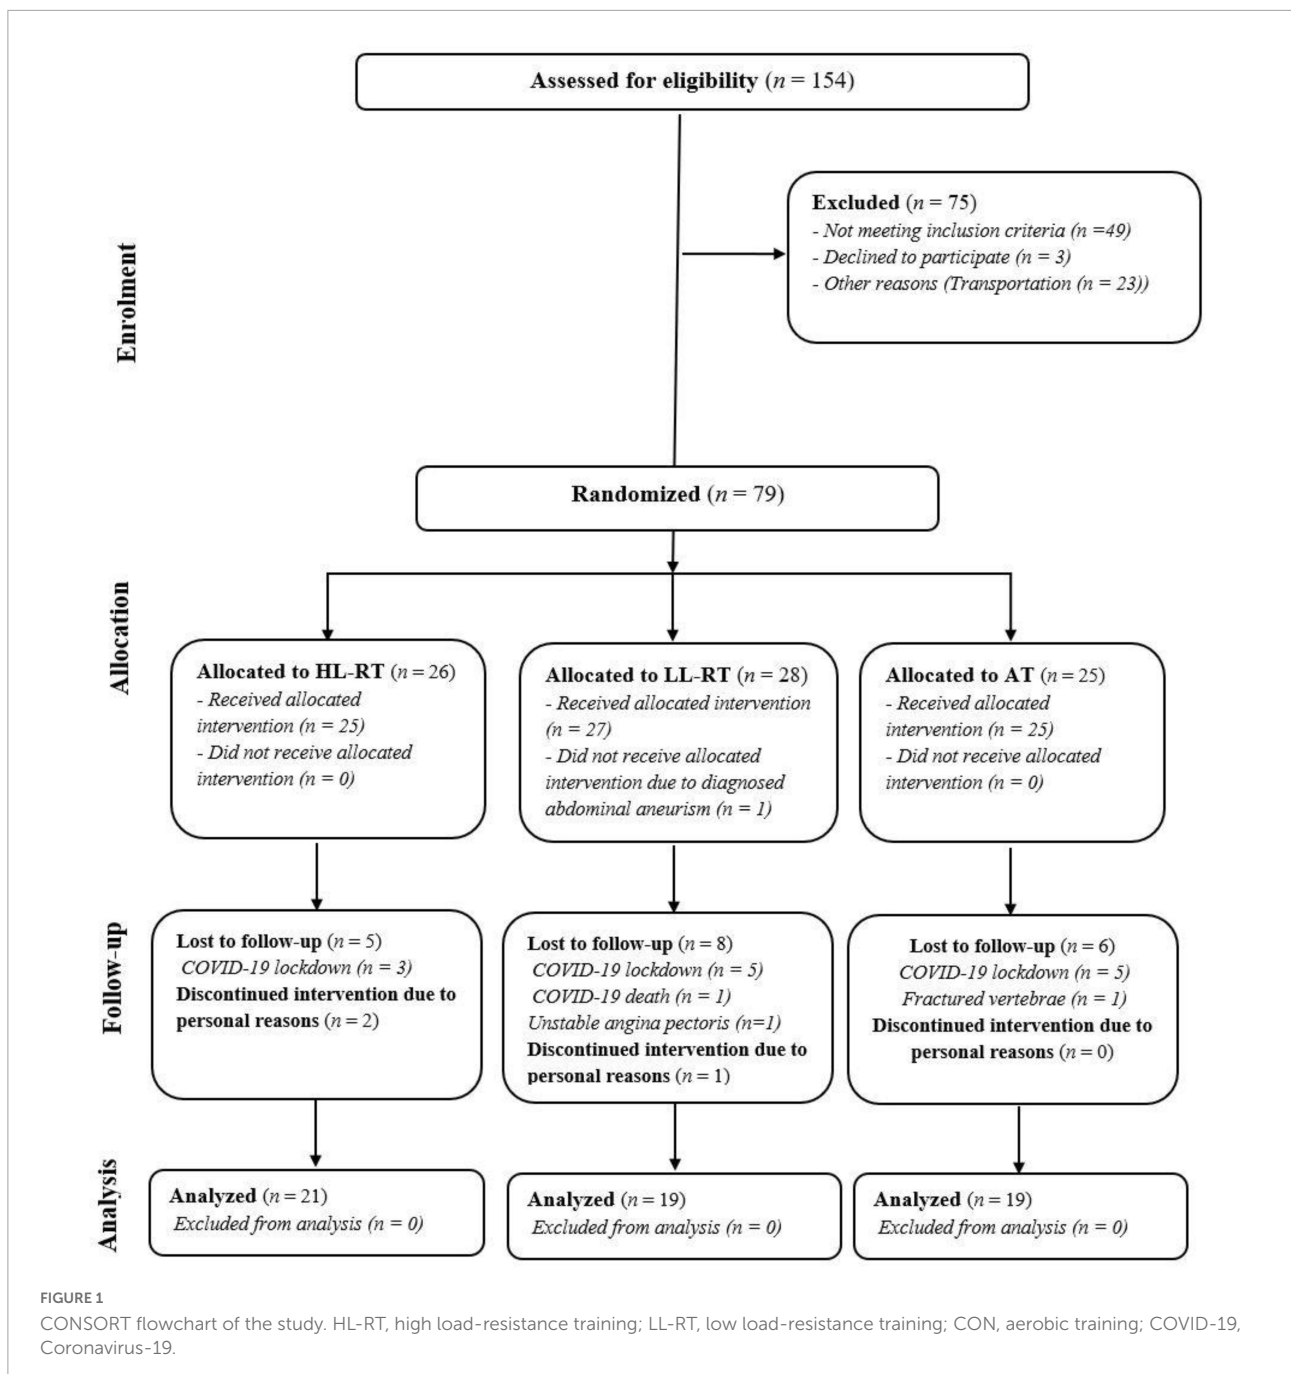 Assessed for eligibility (n = 154)
Enrolment
Excluded (n = 75)
- Not meeting inclusion criteria (n =49)
- Declined to participate (n = 3)
- Other reasons (Transportation (n = 23))
Randomized (n = 79)
Allocation
Allocated to HL-RT (n = 26)
- Received allocated
intervention (n = 25)
- Did not receive allocated
intervention (n = 0)
Allocated to LL-RT (n = 28)
- Received allocated intervention
(n = 27)
- Did not receive allocated
intervention due to diagnosed
abdominal aneurism (n = 1)
Allocated to AT (n = 25)
- Received allocated
intervention (n = 25)
- Did not receive allocated
intervention (n = 0)
Follow-up
Lost to follow-up (n = 5)
COVID-19 lockdown (n = 3)
Discontinued intervention due to
personal reasons (n = 2)
Lost to follow-up (n = 8)
COVID-19 lockdown (n = 5)
COVID-19 death (n = 1)
Unstable angina pectoris (n=1)
Discontinued intervention due to
personal reasons (n = 1)
Lost to follow-up (n = 6)
COVID-19 lockdown (n = 5)
Fractured vertebrae (n = 1)
Discontinued intervention due to
personal reasons (n = 0)
Analysis
Analyzed (n = 21)
Excluded from analysis (n = 0)
Analyzed (n = 19)
Excluded from analysis (n = 0)
Analyzed (n = 19)
Excluded from analysis (n = 0)
FIGURE 1
CONSORT flowchart of the study. HL-RT, high load-resistance training; LL-RT, low load-resistance training; CON, aerobic training; COVID-19,
Coronavirus-19.